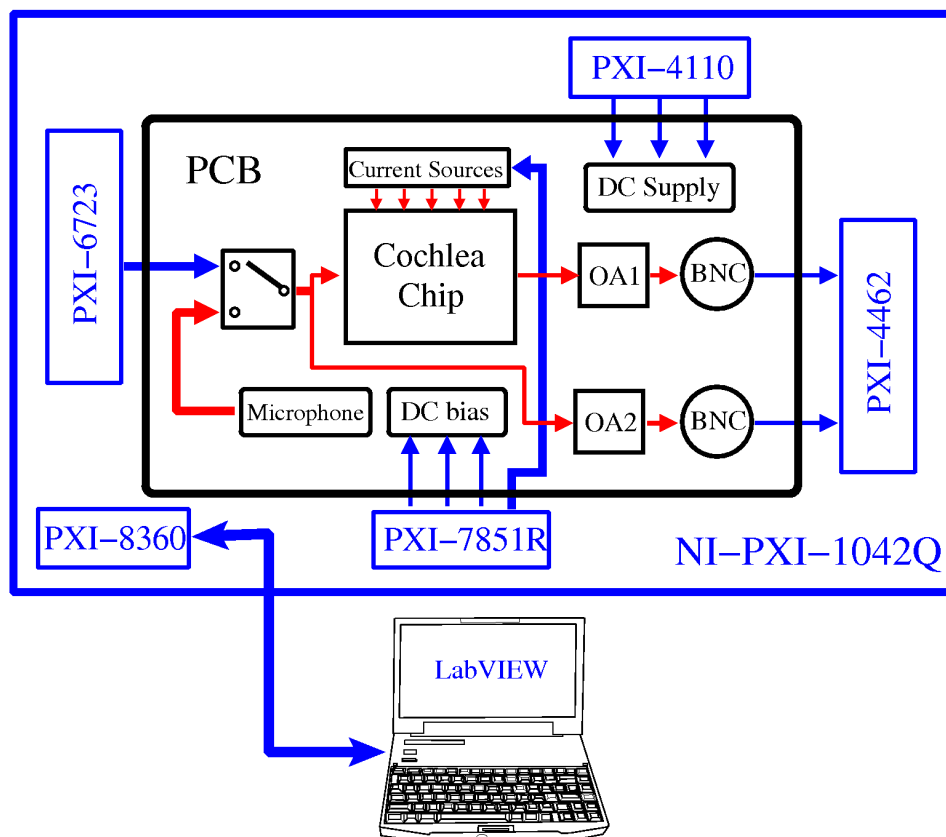 PXI−4110
PXI−6723
PCB
Current Sources
DC Supply
Cochlea
Chip
OA1
BNC
PXI−4462
Microphone
DC bias
OA2
BNC
PXI−8360
PXI−7851R
NI−PXI−1042Q
LabVIEW